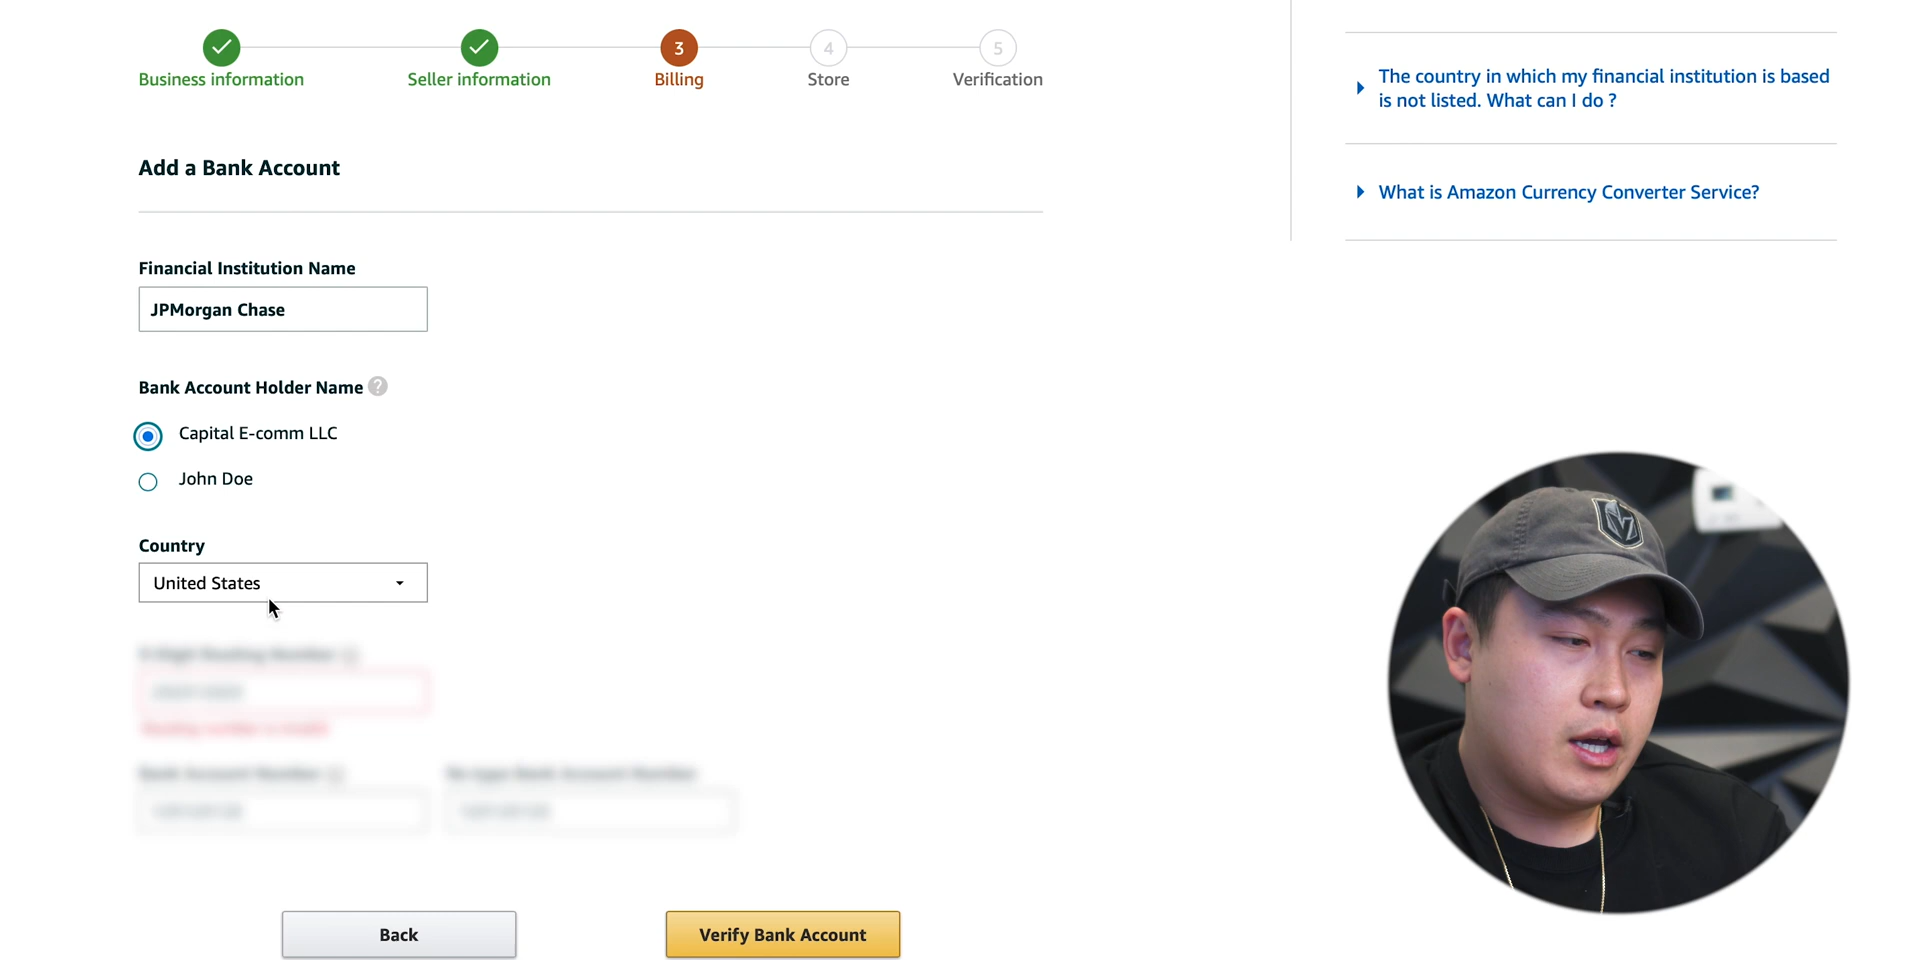 3
4
5
Business information
Seller information
Billing
Store
Verification
Add a Bank Account
Financial Institution Name
JPMorgan Chase
Bank Account Holder Name ?
Capital E-comm LLC
John Doe
Country
United States
Back
Verify Bank Account
The country in which my financial institution is based
is not listed. What can I do ?
What is Amazon Currency Converter Service?